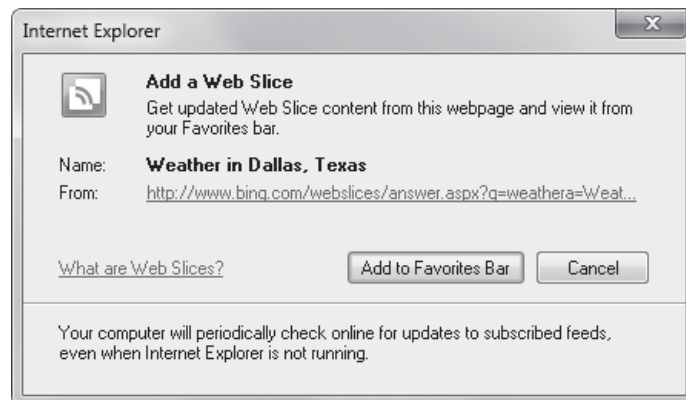 Internet Explorer
Add a Web Slice
Get updated Web Slice content from this webpage and view it from
your Favorites bar.
Name: Weather in Dallas, Texas
From: http://www.bing.com/webslices/answer.aspx?q=weathera=Weat...
What are Web Slices? Add to Favorites Bar Cancel
Your computer will periodically check online for updates to subscribed feeds,
even when Internet Explorer is not running.